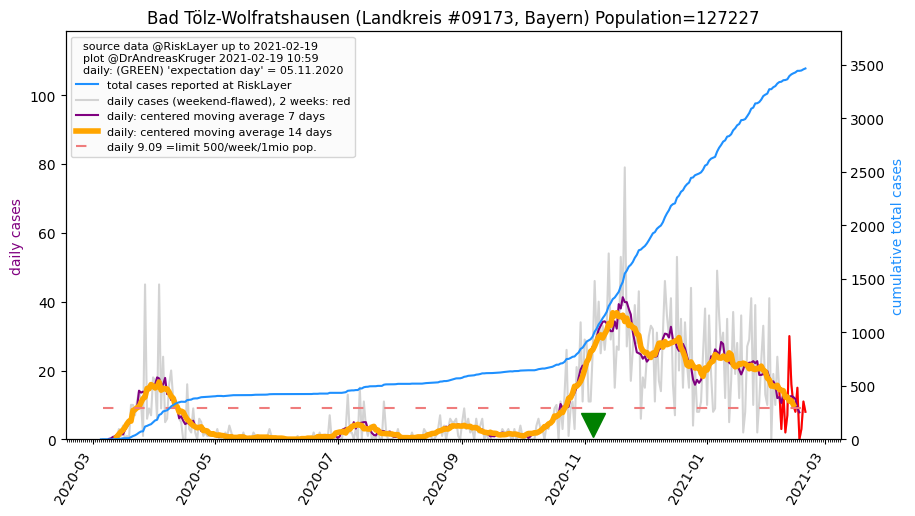 Bad Tölz-Wolfratshausen (Landkreis #09173, Bayern) Population=127227
source data @RiskLayer up to 2021-02-19
plot @DrAndreasKruger 2021-02-19 10:59
daily: (GREEN) 'expectation day' = 05.11.2020
total cases reported at RiskLayer
daily cases (weekend-flawed), 2 weeks: red
daily: centered moving average 7 days
daily: centered moving average 14 days
daily 9.09 =limit 500/week/1mio pop.
daily cases
100
80
60
40
20
0
cumulative total cases
3500
3000
2500
2000
1500
1000
500
0
2020-03
2020-05
2020-07
2020-09
2020-11
2021-01
2021-03